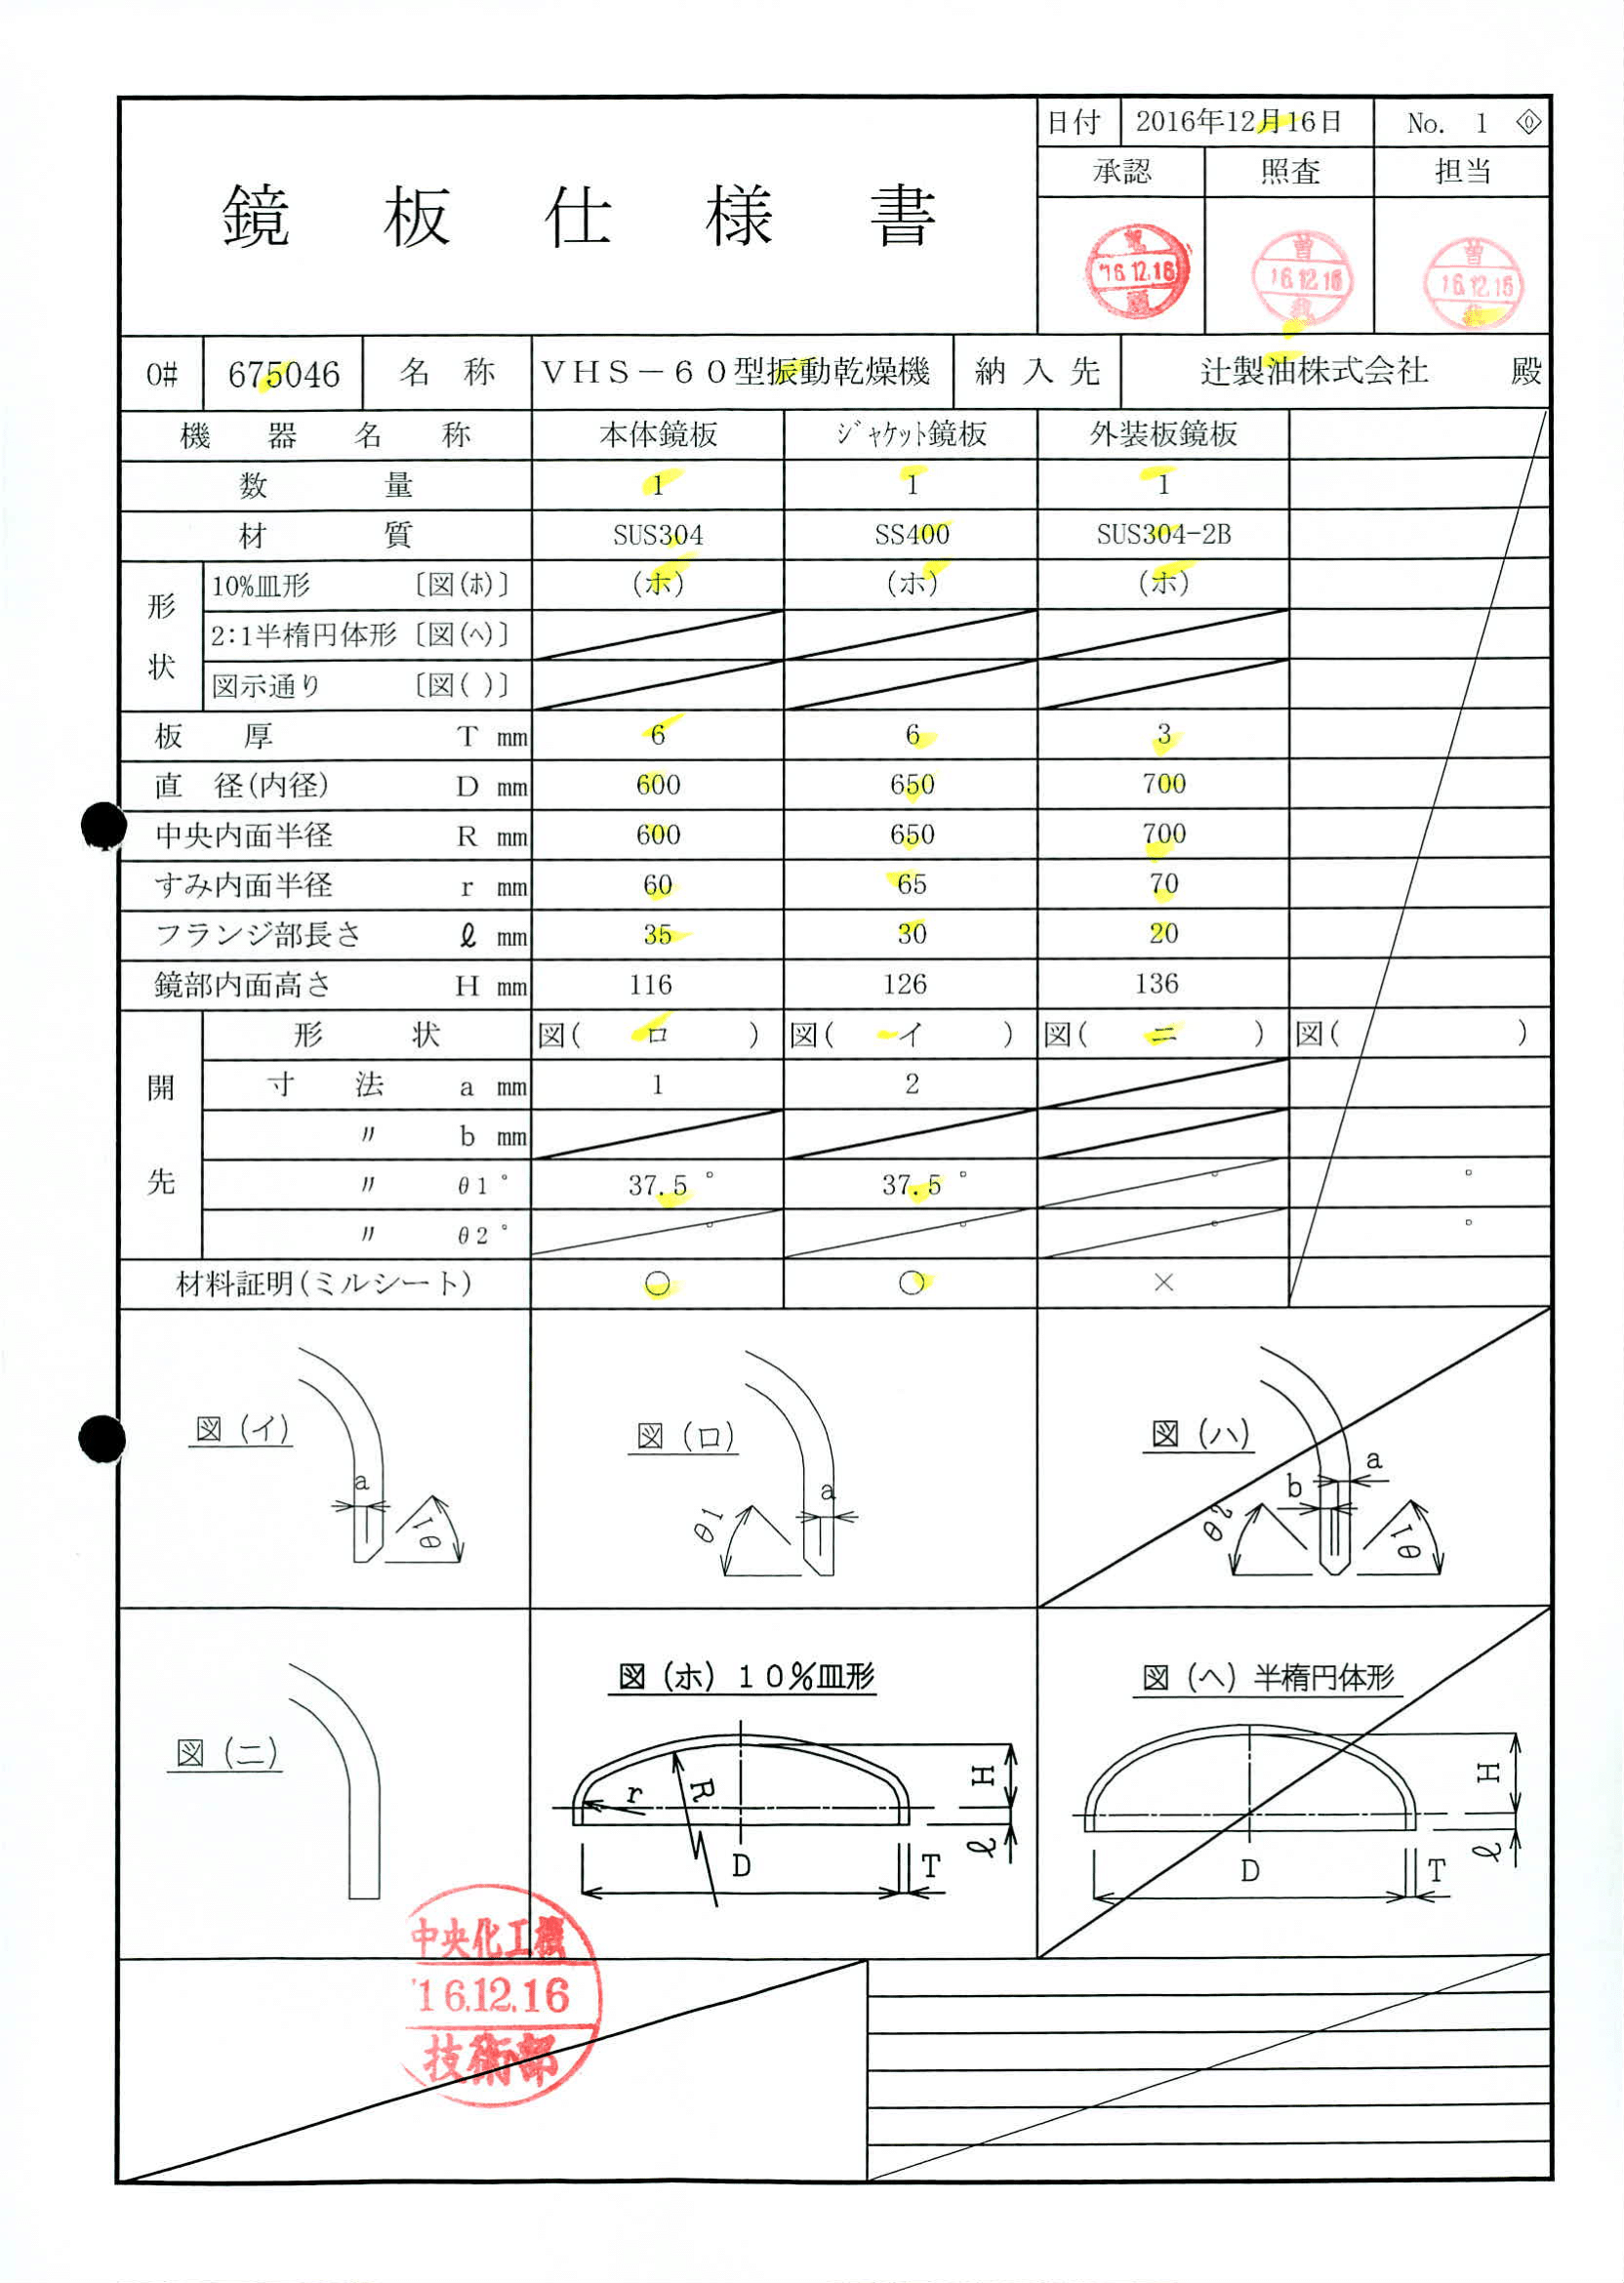 鏡板仕様書
日付 2016年12月16日 No. 1 0
承認 照査 担当
'16.12.16
曽 16.12.16
曽 16.12.16
O# 675046 名称 VHS－60型振動乾燥機 納入先 辻製油株式会社 殿
機器名称 本体鏡板 ｼﾞｬｹｯﾄ鏡板 外装板鏡板
数量 1 1 1
材質 SUS304 SS400 SUS304-2B
形状
10%皿形 〔図(ﾎ)〕 (ホ) (ホ) (ホ)
2:1半楕円体形 〔図(ﾍ)〕
図示通り 〔図( )〕
板厚 T mm 6 6 3
直径(内径) D mm 600 650 700
中央内面半径 R mm 600 650 700
すみ内面半径 r mm 60 65 70
フランジ部長さ ℓ mm 35 30 20
鏡部内面高さ H mm 116 126 136
開先
形状 図( ロ ) 図( イ ) 図( ニ ) 図( )
寸法 a mm 1 2
〃 b mm
〃 θ1 ° 37.5 ° 37.5 ° ° °
〃 θ2 ° ° ° ° °
材料証明(ミルシート) ○ ○ ×
図 (イ)
a
θ1
図 (ロ)
a
θ1
図 (ハ)
a
b
θ2
θ1
図 (ニ)
図 (ホ) 10%皿形
H
r
R
ℓ
D
T
図 (ヘ) 半楕円体形
H
ℓ
D
T
中央化工機
'16.12.16
技術部